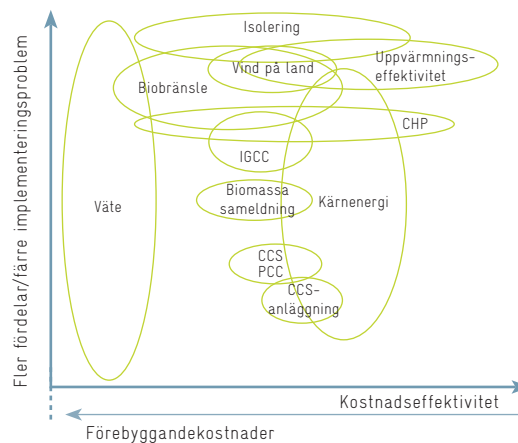 Fler fördelar/färre implementeringsproblem
Isolering
Uppvärmnings-
effektivitet
Vind på land
Biobränsle
CHP
IGCC
Biomassa
sameldning
Kärnenergi
Väte
CCS
PCC
CCS-
anläggning
Kostnadseffektivitet
Förebyggandekostnader